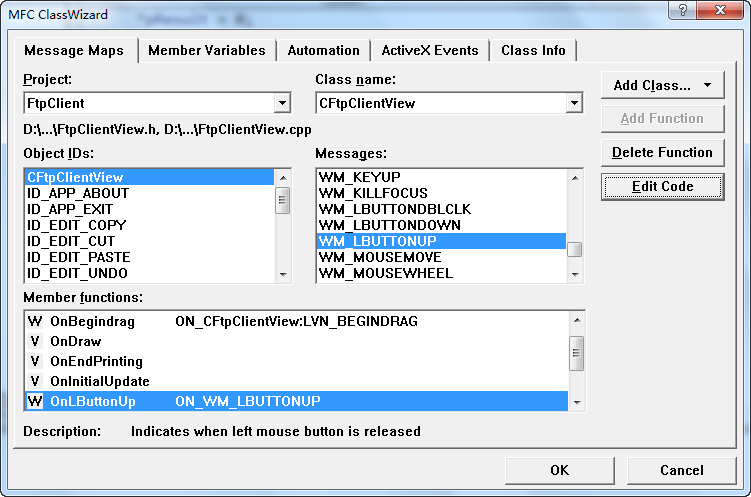 MFC ClassWizard
Message Maps Member Variables Automation ActiveX Events Class Info
Project: Class name:
FtpClient CFtpClientView
Add Class...
D:\...\FtpClientView.h, D:\...\FtpClientView.cpp
Add Function
Object IDs: Messages:
Delete Function
CFtpClientView
ID_APP_ABOUT
ID_APP_EXIT
ID_EDIT_COPY
ID_EDIT_CUT
ID_EDIT_PASTE
ID_EDIT_UNDO
WM_KEYUP
WM_KILLFOCUS
WM_LBUTTONDBLCLK
WM_LBUTTONDOWN
WM_LBUTTONUP
WM_MOUSEMOVE
WM_MOUSEWHEEL
Edit Code
Member functions:
W OnBegindrag ON_CFtpClientView:LVN_BEGINDRAG
V OnDraw
V OnEndPrinting
V OnInitialUpdate
W OnLButtonUp ON_WM_LBUTTONUP
Description: Indicates when left mouse button is released
OK Cancel